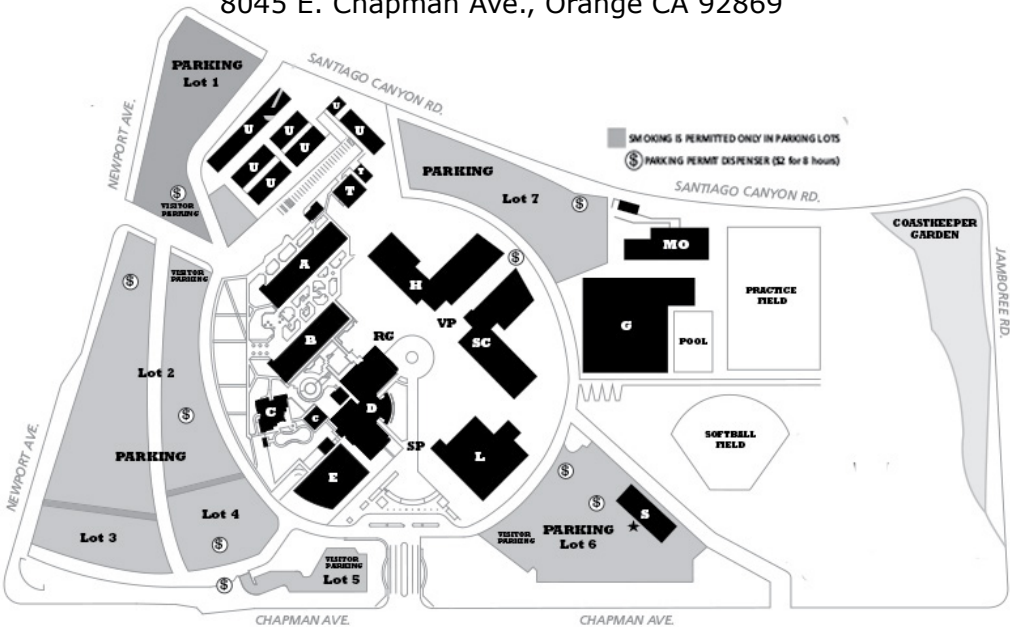 8045 E. Chapman Ave., Orange CA 92869
PARKING
Lot 1
SANTIAGO CANYON RD.
NEWPORT AVE.
U
U
U
U
U
U
U
T
T
$
VISITOR
PARKING
SMOKING IS PERMITTED ONLY IN PARKING LOTS
$ PARKING PERMIT DISPENSER ($2 for 8 hours)
PARKING
Lot 7
$
SANTIAGO CANYON RD.
COASTKEEPER
GARDEN
JAMBOREE RD.
MO
A
H
$
$
VISITOR
PARKING
PRACTICE
FIELD
G
POOL
VP
RG
B
SC
Lot 2
$
C
C
D
SOFTBALL
FIELD
SP
L
PARKING
NEWPORT AVE.
E
$
$
S
★
Lot 4
Lot 3
VISITOR
PARKING
PARKING
Lot 6
$
VISITOR
PARKING
Lot 5
$
CHAPMAN AVE.
CHAPMAN AVE.